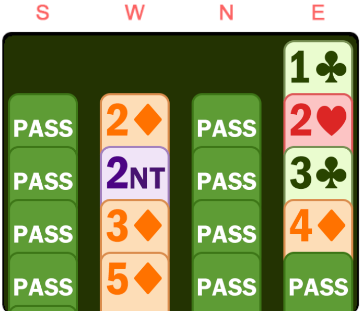 S W N E
1♣
PASS 2♦ PASS 2♥
PASS 2NT PASS 3♣
PASS 3♦ PASS 4♦
PASS 5♦ PASS PASS